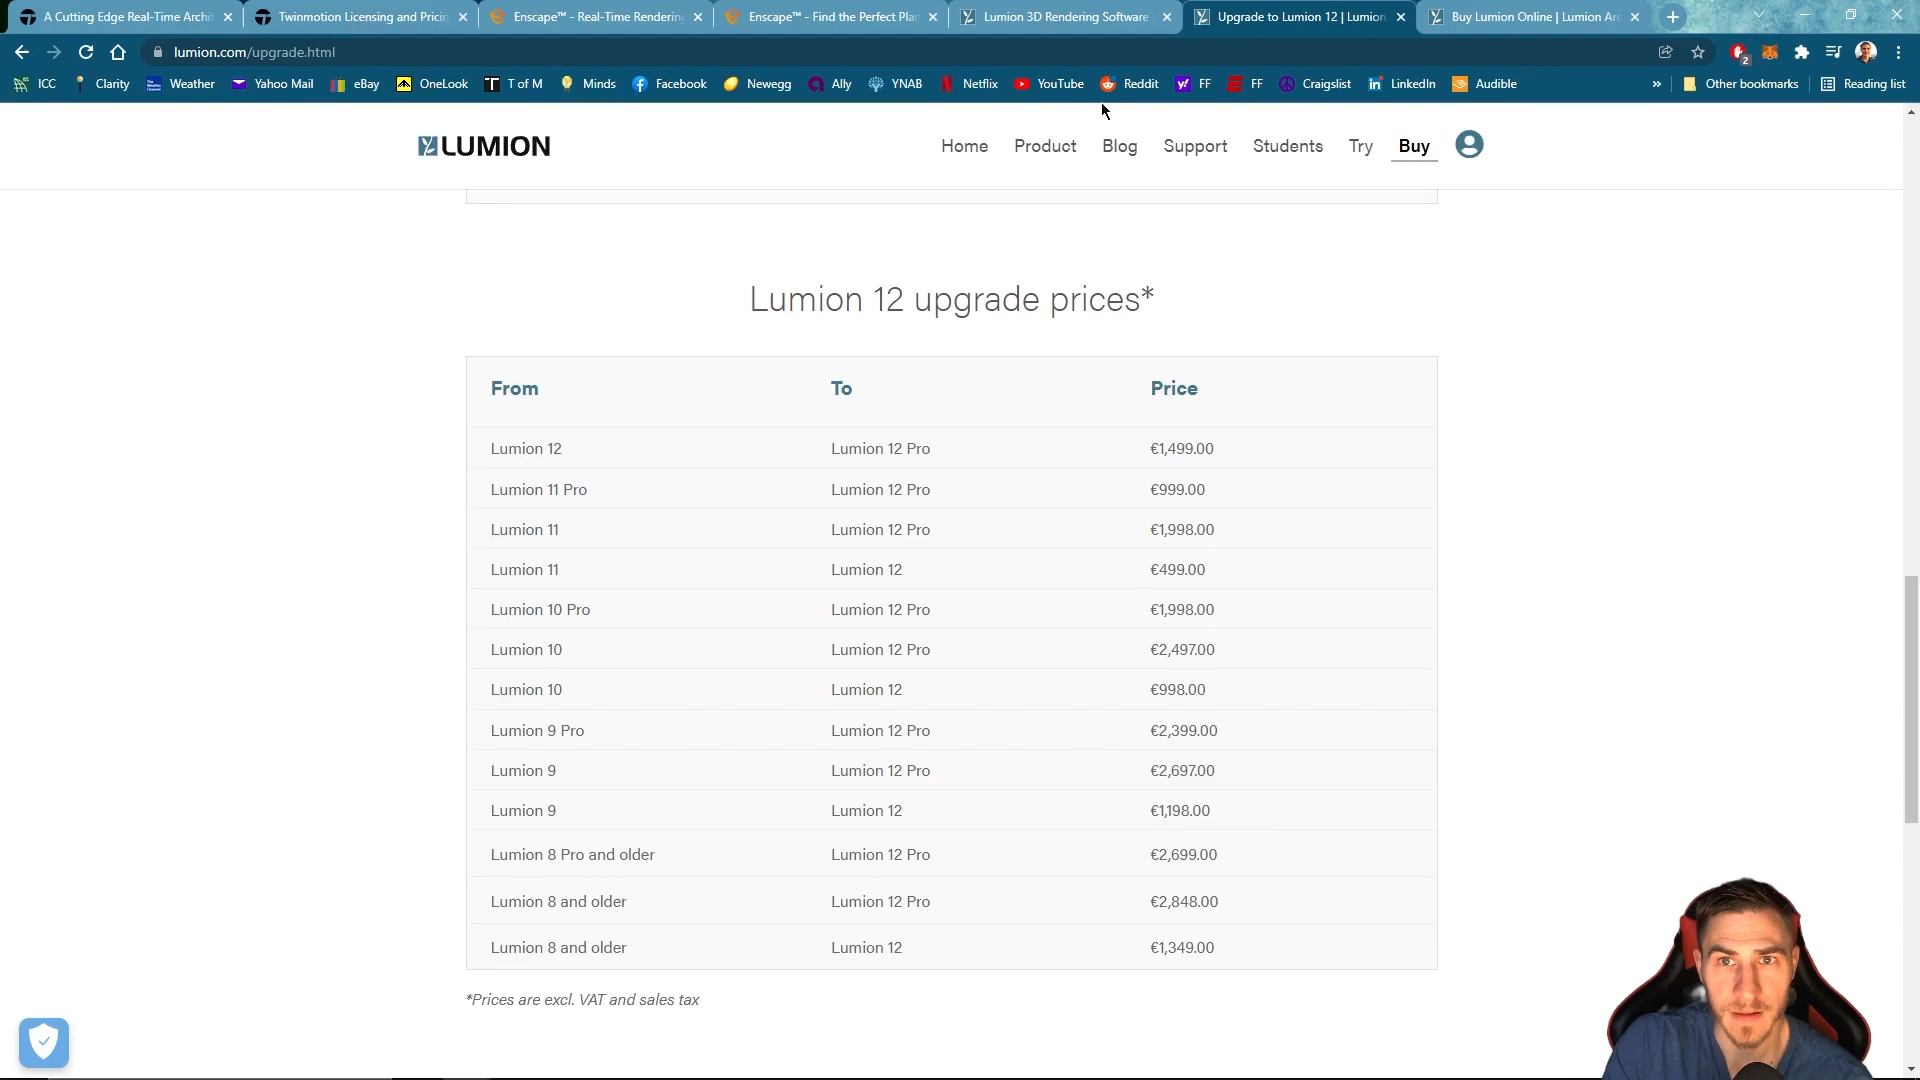 A Cutting Edge Real-Time Archit
Twinmotion Licensing and Pricin
Enscape™ - Real-Time Rendering
Enscape™ - Find the Perfect Plan
Lumion 3D Rendering Software
Upgrade to Lumion 12 | Lumion
Buy Lumion Online | Lumion Arc
lumion.com/upgrade.html
2
ICC Clarity Weather Yahoo Mail eBay OneLook T of M Minds Facebook Newegg Ally YNAB Netflix YouTube Reddit FF FF Craigslist LinkedIn Audible » Other bookmarks Reading list
LUMION
Home Product Blog Support Students Try Buy
Lumion 12 upgrade prices*
From To Price
Lumion 12 Lumion 12 Pro €1,499.00
Lumion 11 Pro Lumion 12 Pro €999.00
Lumion 11 Lumion 12 Pro €1,998.00
Lumion 11 Lumion 12 €499.00
Lumion 10 Pro Lumion 12 Pro €1,998.00
Lumion 10 Lumion 12 Pro €2,497.00
Lumion 10 Lumion 12 €998.00
Lumion 9 Pro Lumion 12 Pro €2,399.00
Lumion 9 Lumion 12 Pro €2,697.00
Lumion 9 Lumion 12 €1,198.00
Lumion 8 Pro and older Lumion 12 Pro €2,699.00
Lumion 8 and older Lumion 12 Pro €2,848.00
Lumion 8 and older Lumion 12 €1,349.00
*Prices are excl. VAT and sales tax